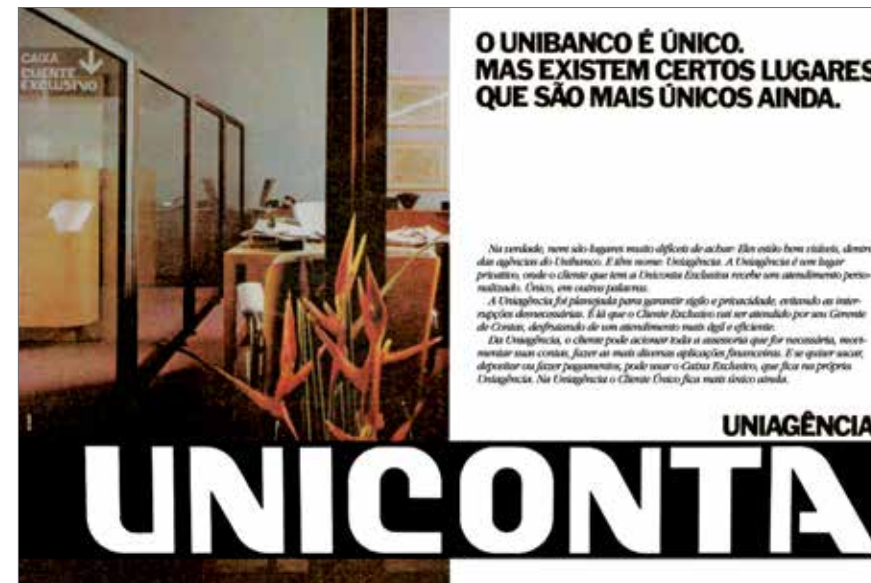 CAIXA
CLIENTE
EXCLUSIVO
O UNIBANCO É ÚNICO.
MAS EXISTEM CERTOS LUGARES
QUE SÃO MAIS ÚNICOS AINDA.
Na verdade, nem são lugares muito difíceis de achar. Eles estão bem visíveis, dentro
das agências do Unibanco. E têm nome: Uniagência. A Uniagência é um lugar
privativo, onde o cliente que tem a Uniconta Exclusiva recebe um atendimento perso-
nalizado. Único, em outras palavras.
A Uniagência foi planejada para garantir sigilo e privacidade, evitando as inter-
rupções desnecessárias. É lá que o Cliente Exclusivo vai ser atendido por seu Gerente
de Contas, desfrutando de um atendimento mais ágil e eficiente.
Da Uniagência, o cliente pode acionar toda a assessoria que for necessária, movi-
mentar suas contas, fazer as mais diversas aplicações financeiras. E se quiser sacar,
depositar ou fazer pagamentos, pode usar o Caixa Exclusivo, que fica na própria
Uniagência. Na Uniagência o Cliente Único fica mais único ainda.
UNIAGÊNCIA
UNICONTA